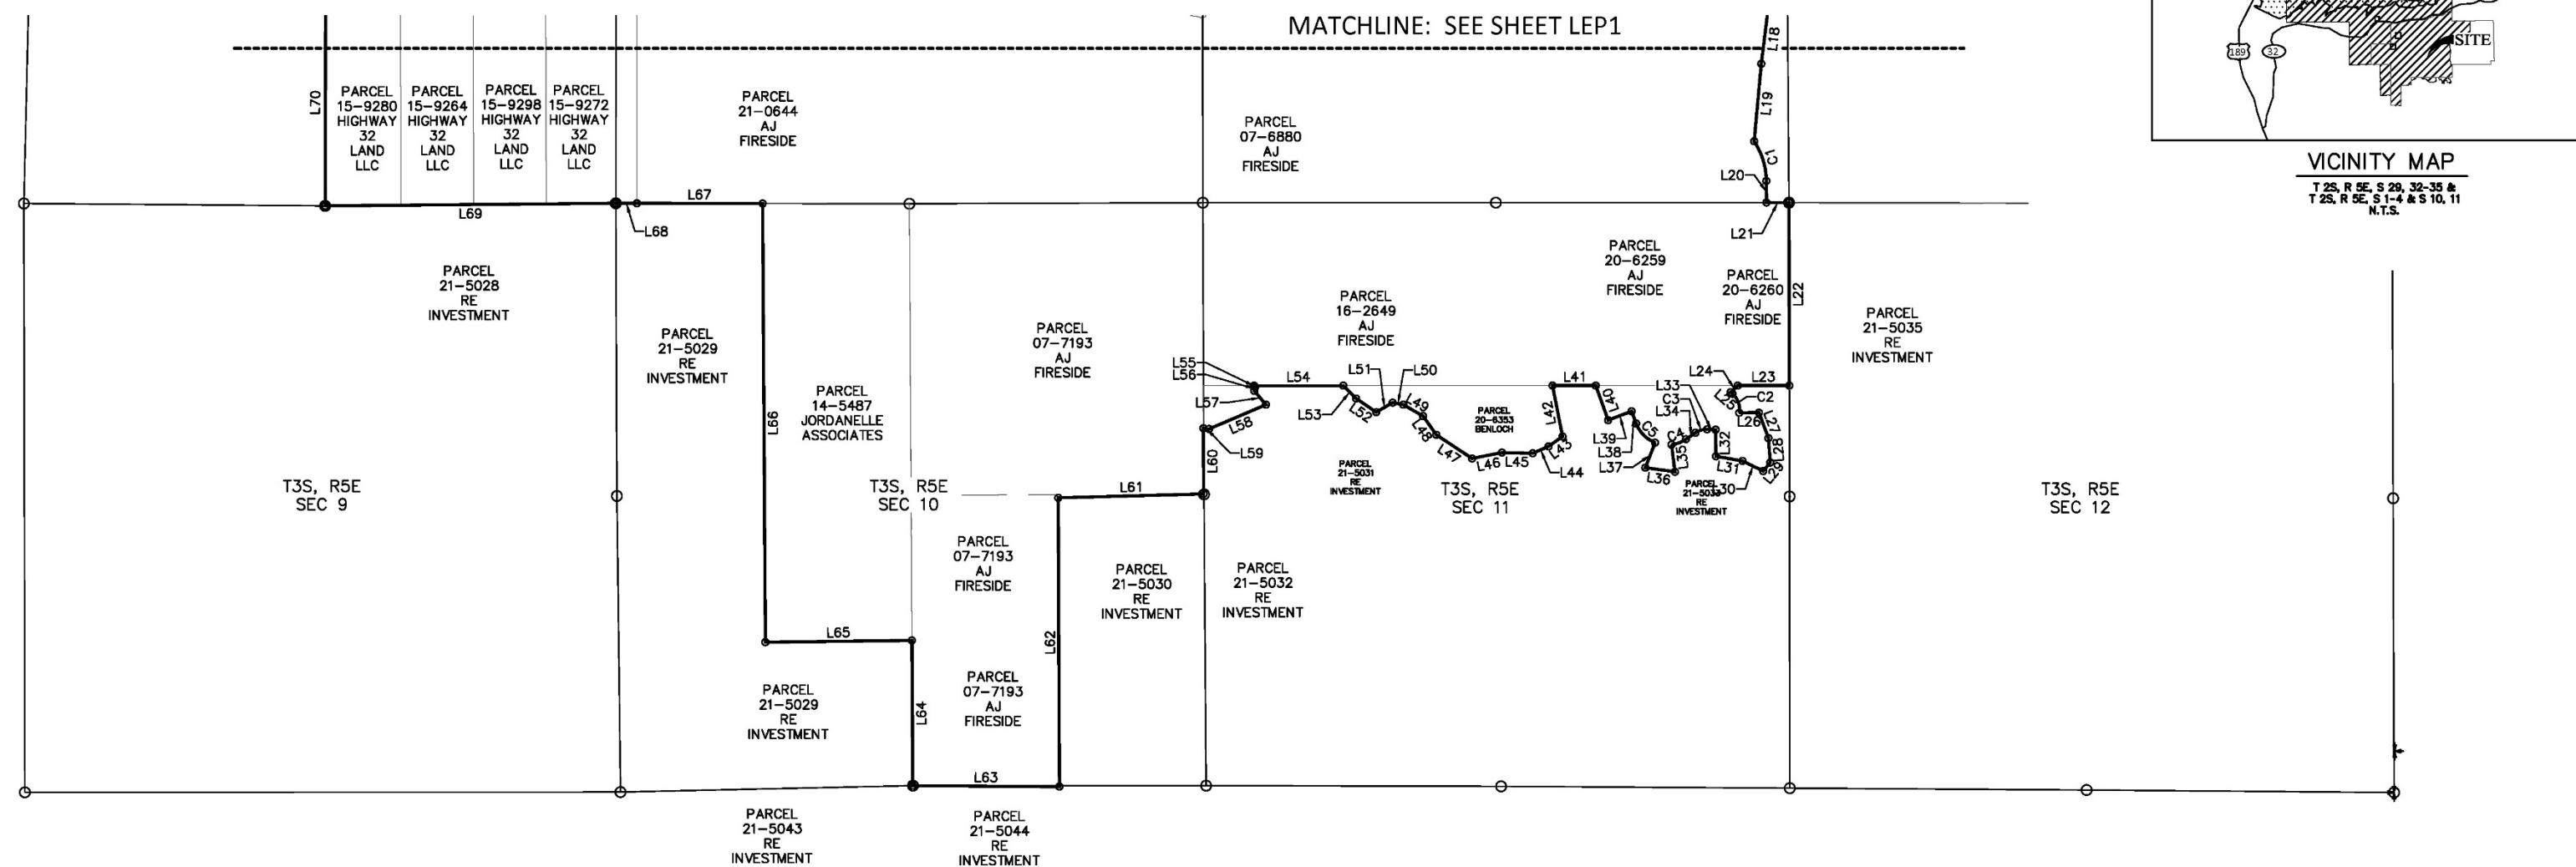 MATCHLINE: SEE SHEET LEP1
L18
SITE
189
32
L70
PARCEL
15-9280
HIGHWAY
32
LAND
LLC
PARCEL
15-9264
HIGHWAY
32
LAND
LLC
PARCEL
15-9298
HIGHWAY
32
LAND
LLC
PARCEL
15-9272
HIGHWAY
32
LAND
LLC
PARCEL
21-0644
AJ
FIRESIDE
PARCEL
07-6880
AJ
FIRESIDE
L19
C1
L20
VICINITY MAP
T 2S, R 5E, S 29, 32-35 &
T 2S, R 5E, S 1-4 & S 10, 11
N.T.S.
L69
L68
L67
L21
L22
PARCEL
21-5028
RE
INVESTMENT
PARCEL
21-5029
RE
INVESTMENT
L66
PARCEL
14-5487
JORDANELLE
ASSOCIATES
PARCEL
07-7193
AJ
FIRESIDE
PARCEL
16-2649
AJ
FIRESIDE
PARCEL
20-6259
AJ
FIRESIDE
PARCEL
20-6260
AJ
FIRESIDE
PARCEL
21-5035
RE
INVESTMENT
L55
L56
L54
L57
L58
L59
L60
L53
L52
L51
L50
L49
L48
L47
L46
L45
L44
L43
L42
L41
L40
L39
L38
C5
L37
L36
L35
C4
L34
C3
L33
L32
L31
L30
L29
L28
L27
L26
C2
L25
L24
L23
PARCEL
20-6353
BENLOCH
PARCEL
21-5031
RE
INVESTMENT
PARCEL
21-5033
RE
INVESTMENT
T3S, R5E
SEC 9
T3S, R5E
SEC 10
T3S, R5E
SEC 11
T3S, R5E
SEC 12
L61
PARCEL
07-7193
AJ
FIRESIDE
PARCEL
21-5030
RE
INVESTMENT
PARCEL
21-5032
RE
INVESTMENT
L62
L65
L64
PARCEL
21-5029
RE
INVESTMENT
PARCEL
07-7193
AJ
FIRESIDE
L63
PARCEL
21-5043
RE
INVESTMENT
PARCEL
21-5044
RE
INVESTMENT